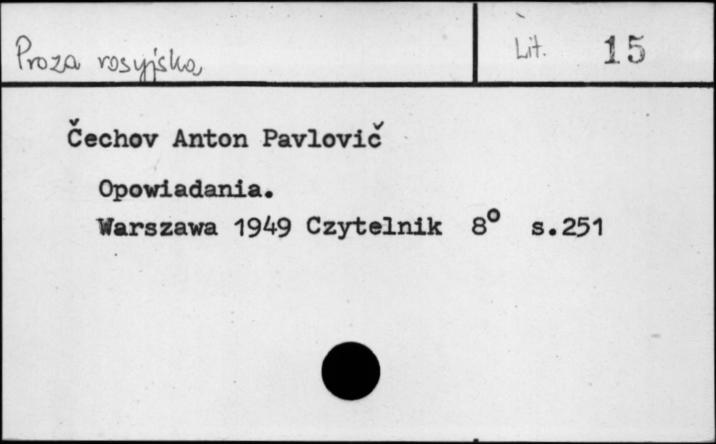 Proza rosyjska
Lit. 15
Čechov Anton Pavlovič
Opowiadania.
Warszawa 1949 Czytelnik 8° s.251